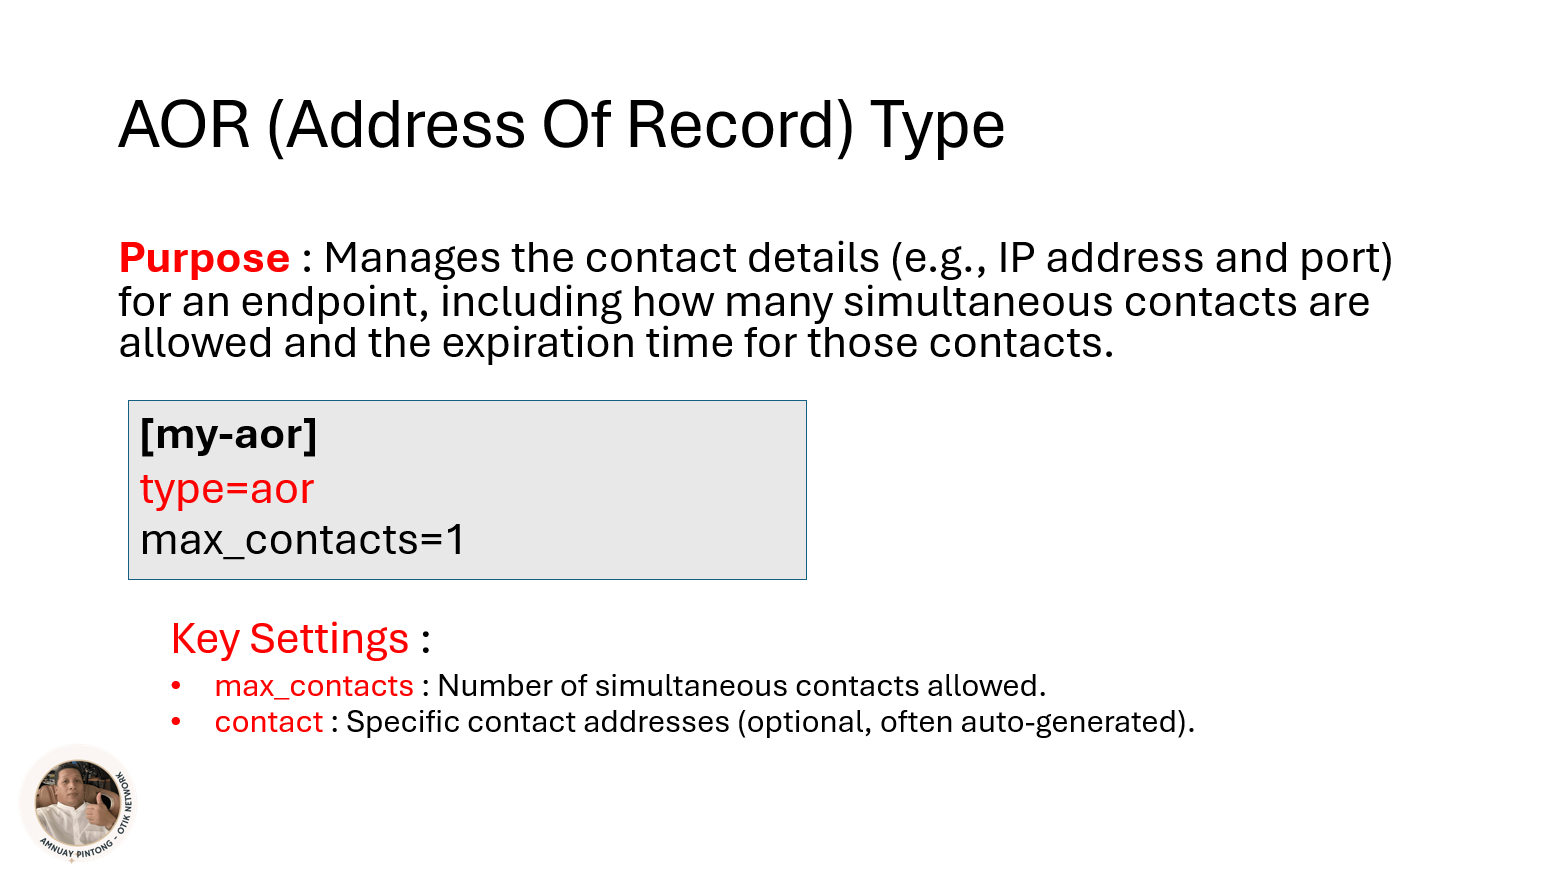 AOR (Address Of Record) Type
Purpose : Manages the contact details (e.g., IP address and port)
for an endpoint, including how many simultaneous contacts are
allowed and the expiration time for those contacts.
[my-aor]
type=aor
max_contacts=1
Key Settings :
• max_contacts : Number of simultaneous contacts allowed.
• contact : Specific contact addresses (optional, often auto-generated).
AMNUAY PINTONG - OTIK NETWORK